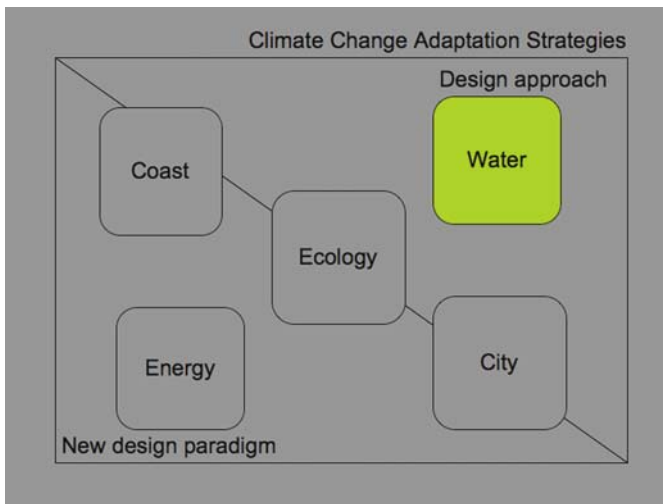 Climate Change Adaptation Strategies
Design approach
Water
Coast
Ecology
Energy
City
New design paradigm